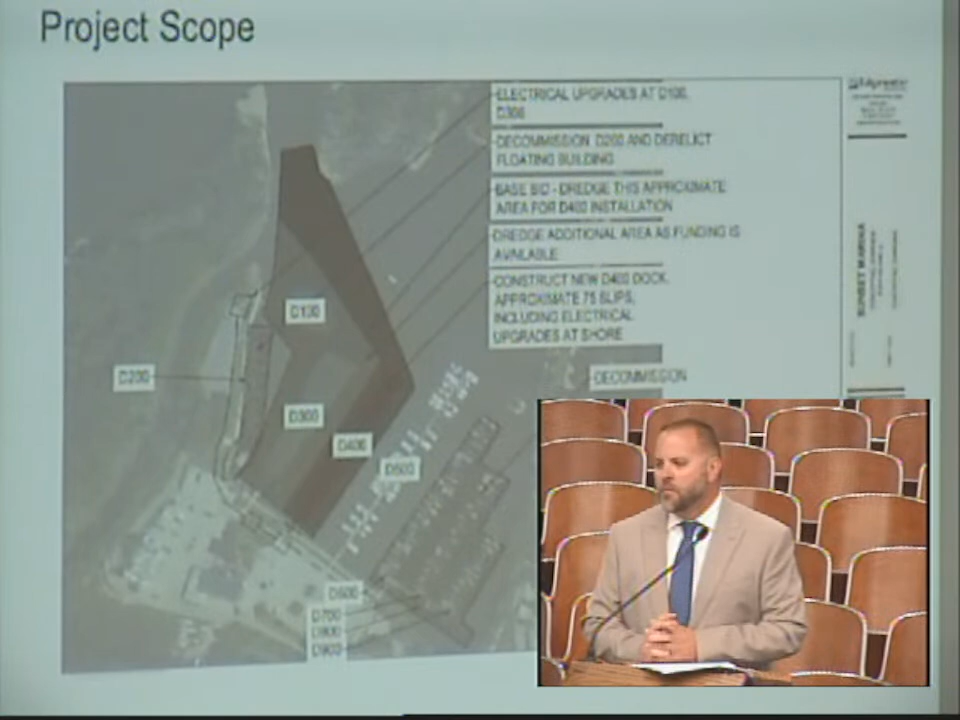 Project Scope
ELECTRICAL UPGRADES AT D100,
D300
DECOMMISSION D200 AND DERELICT
FLOATING BUILDING
BASE BID - DREDGE THIS APPROXIMATE
AREA FOR D400 INSTALLATION
DREDGE ADDITIONAL AREA AS FUNDING IS
AVAILABLE
CONSTRUCT NEW D400 DOCK,
APPROXIMATE 75 SLIPS,
INCLUDING ELECTRICAL
UPGRADES AT SHORE
DECOMMISSION
D100
D200
D300
D400
D500
D600
D700
D800
D900
SUNSET MARINA